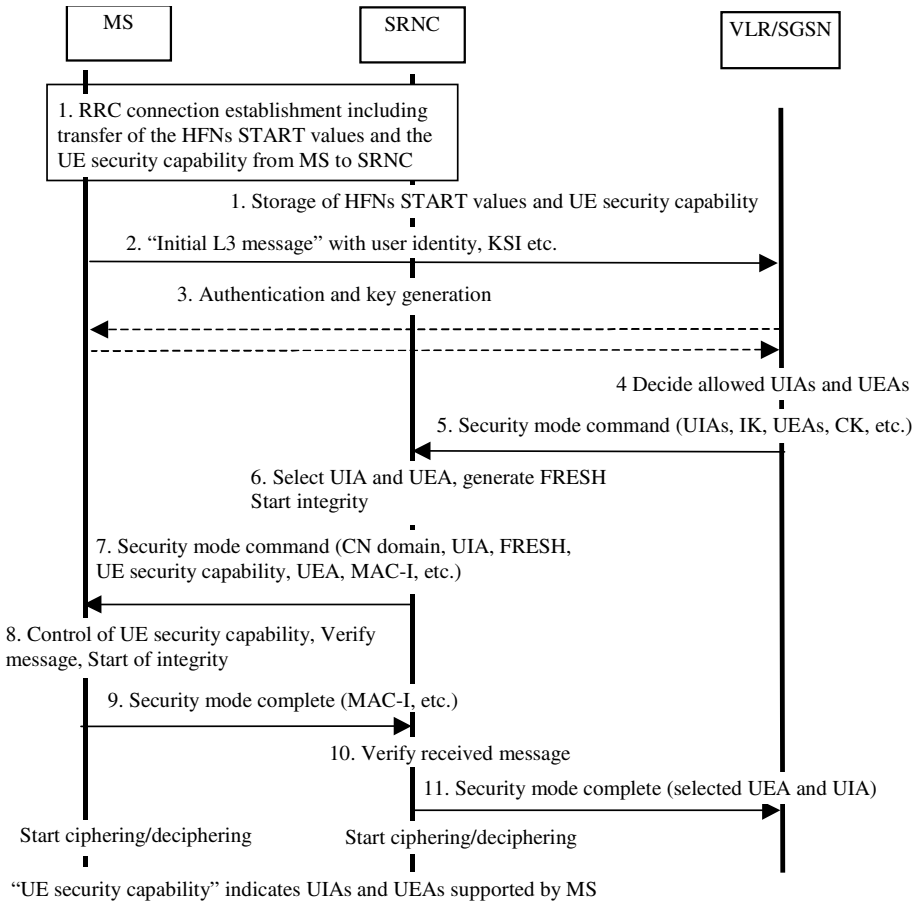 MS
SRNC
VLR/SGSN
1. RRC connection establishment including
transfer of the HFNs START values and the
UE security capability from MS to SRNC
1. Storage of HFNs START values and UE security capability
2. “Initial L3 message” with user identity, KSI etc.
3. Authentication and key generation
4 Decide allowed UIAs and UEAs
5. Security mode command (UIAs, IK, UEAs, CK, etc.)
6. Select UIA and UEA, generate FRESH
Start integrity
7. Security mode command (CN domain, UIA, FRESH,
UE security capability, UEA, MAC-I, etc.)
8. Control of UE security capability, Verify
message, Start of integrity
9. Security mode complete (MAC-I, etc.)
10. Verify received message
11. Security mode complete (selected UEA and UIA)
Start ciphering/deciphering
Start ciphering/deciphering
“UE security capability” indicates UIAs and UEAs supported by MS